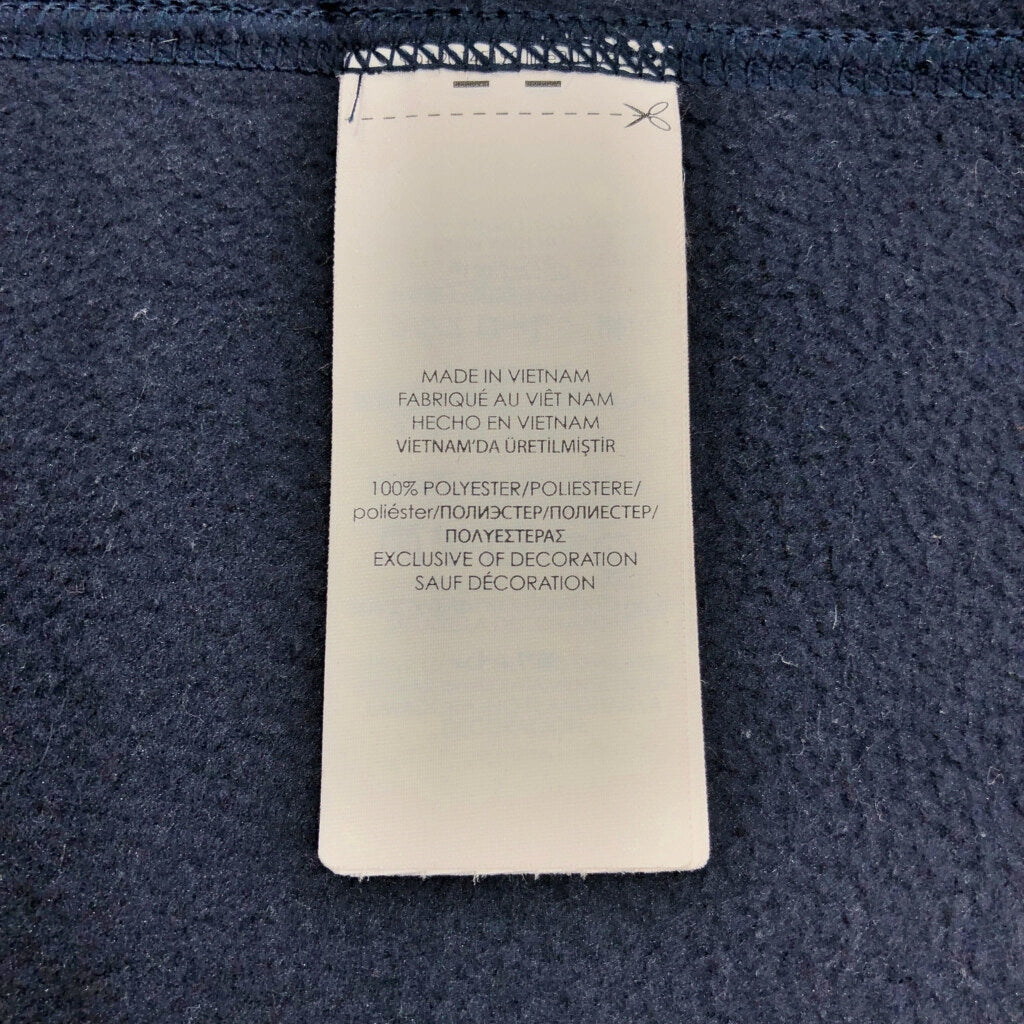 MADE IN VIETNAM
FABRIQUÉ AU VIÊT NAM
HECHO EN VIETNAM
VİETNAM'DA ÜRETİLMİŞTİR
100% POLYESTER/POLIESTERE/
poliéster/ПОЛИЭСТЕР/ПОЛИЕСТЕР/
ΠΟΛΥΕΣΤΕΡΑΣ
EXCLUSIVE OF DECORATION
SAUF DÉCORATION